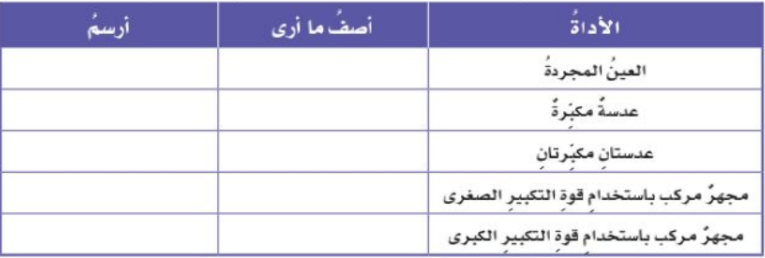 الأداةُ أصفُ ما أرى أرسمُ
العينُ المجردةُ
عدسةٌ مكبِّرةٌ
عدستانِ مكبِّرتانِ
مجهرٌ مركب باستخدامِ قوةِ التكبيرِ الصغرى
مجهرٌ مركب باستخدامِ قوةِ التكبيرِ الكبرى